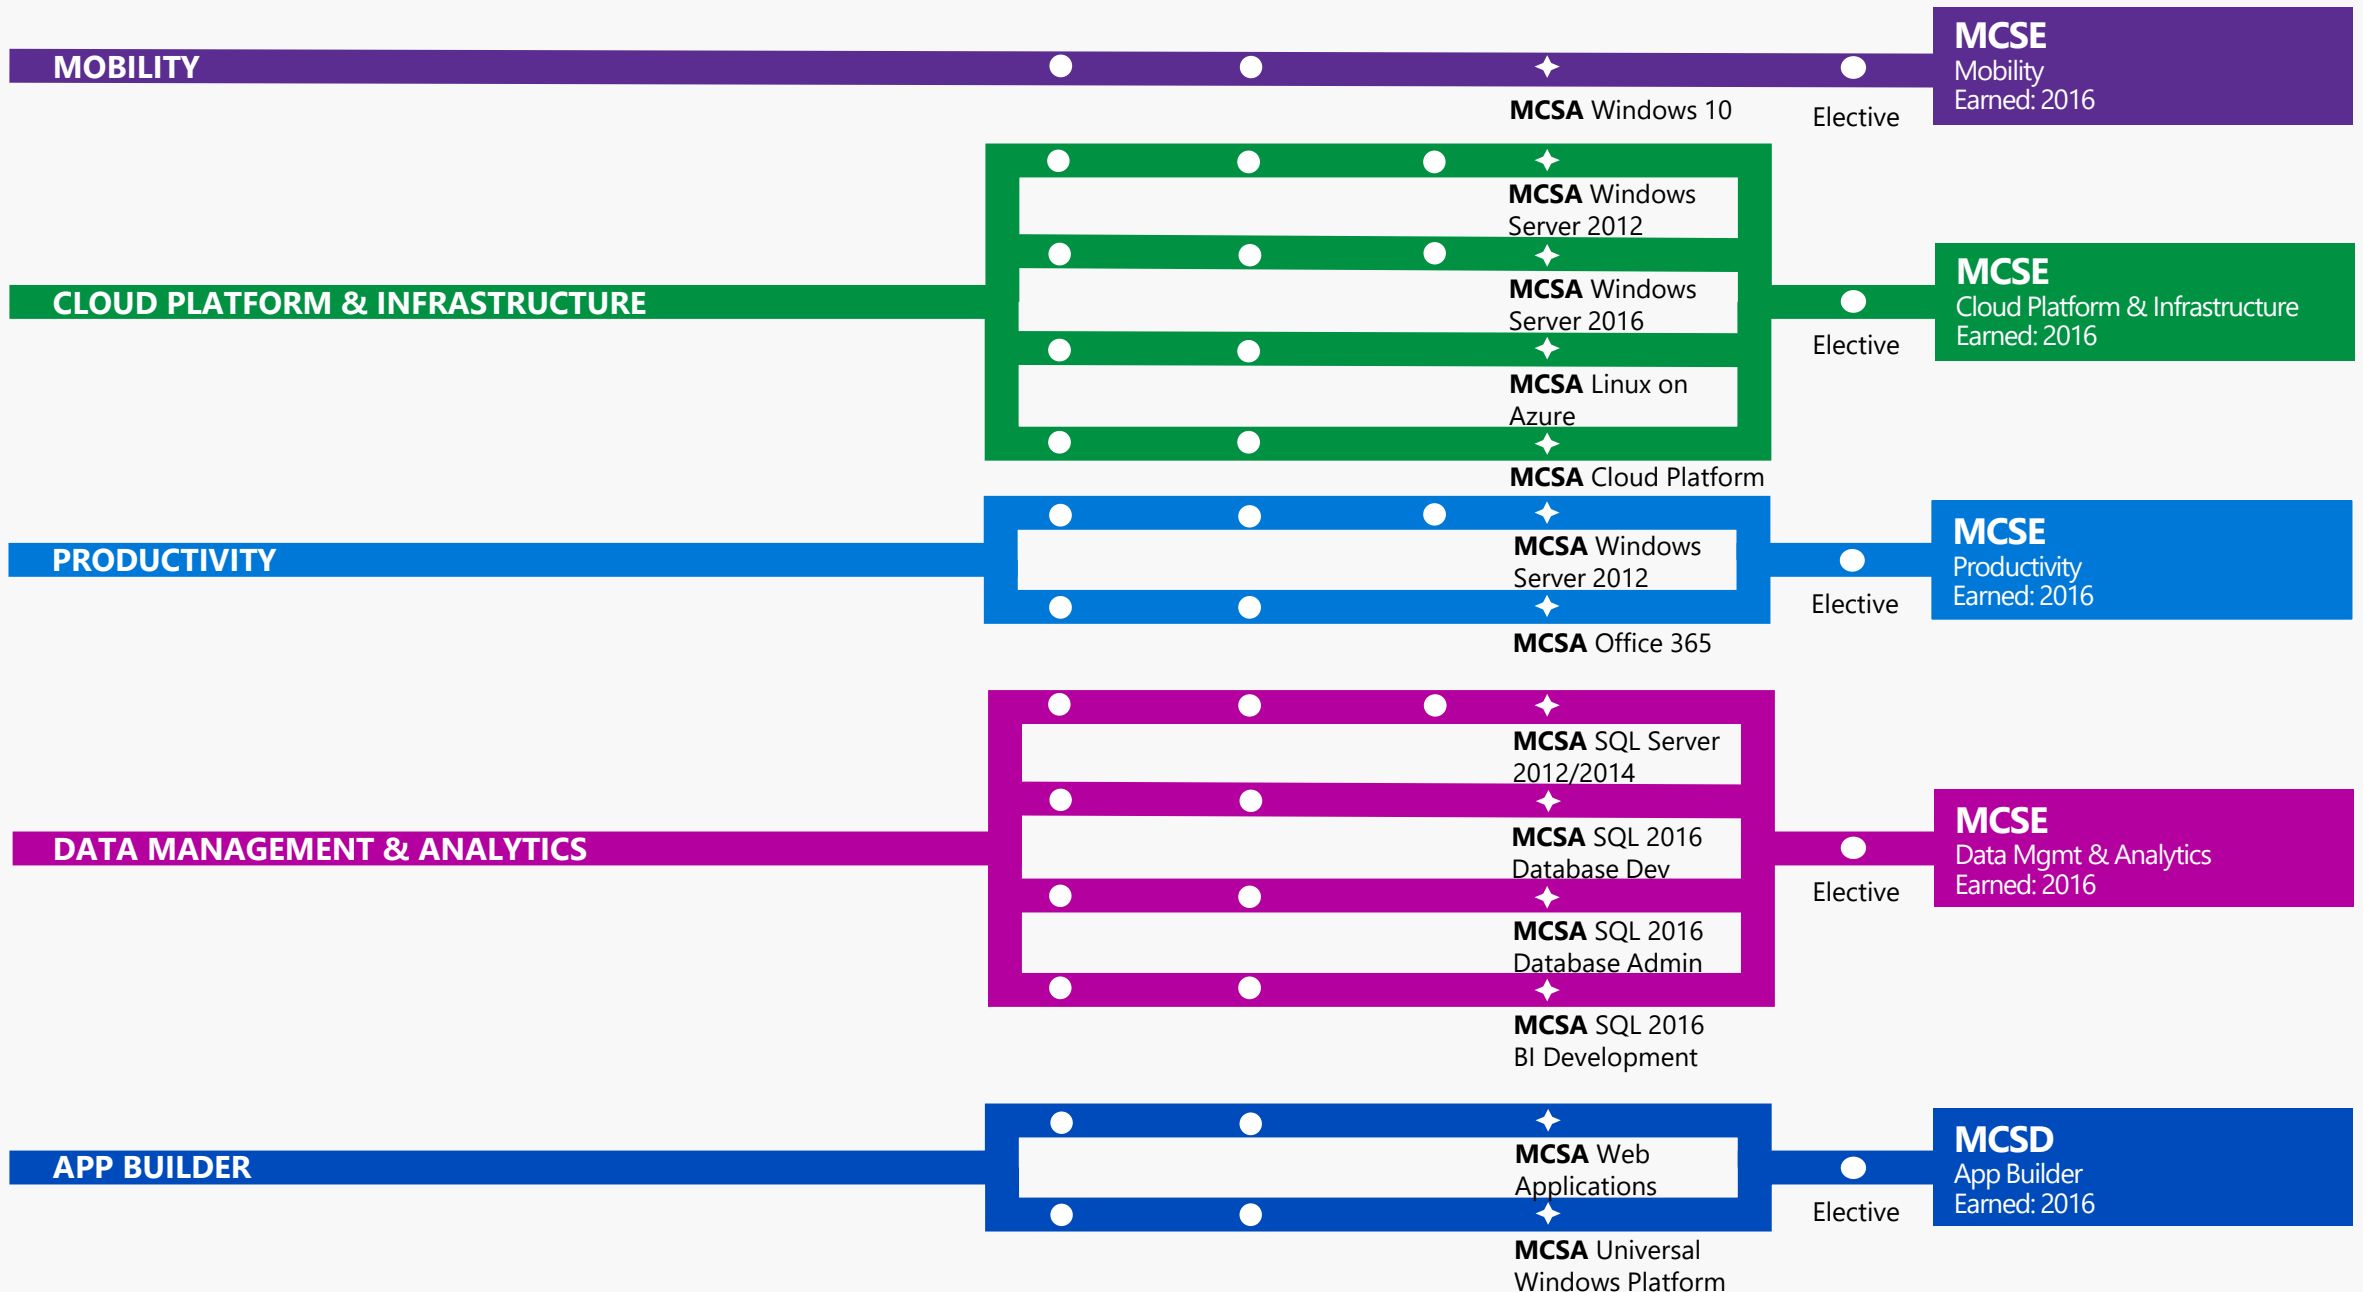 MOBILITY
MCSA Windows 10
Elective
MCSE
Mobility
Earned: 2016
CLOUD PLATFORM & INFRASTRUCTURE
MCSA Windows
Server 2012
MCSA Windows
Server 2016
MCSA Linux on
Azure
MCSA Cloud Platform
Elective
MCSE
Cloud Platform & Infrastructure
Earned: 2016
PRODUCTIVITY
MCSA Windows
Server 2012
MCSA Office 365
Elective
MCSE
Productivity
Earned: 2016
DATA MANAGEMENT & ANALYTICS
MCSA SQL Server
2012/2014
MCSA SQL 2016
Database Dev
MCSA SQL 2016
Database Admin
MCSA SQL 2016
BI Development
Elective
MCSE
Data Mgmt & Analytics
Earned: 2016
APP BUILDER
MCSA Web
Applications
MCSA Universal
Windows Platform
Elective
MCSD
App Builder
Earned: 2016